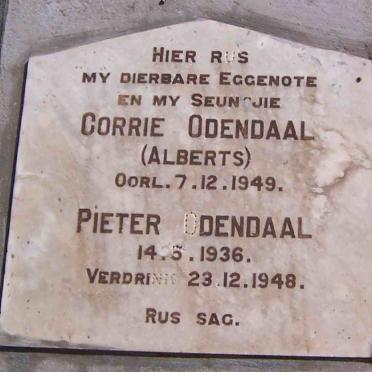 HIER RUS
MY DIERBARE EGGENOTE
EN MY SEUNTJIE
CORRIE ODENDAAL
(ALBERTS)
OORL. 7.12.1949.
PIETER ODENDAAL
14.5.1936.
VERDRINK 23.12.1948.
RUS SAG.